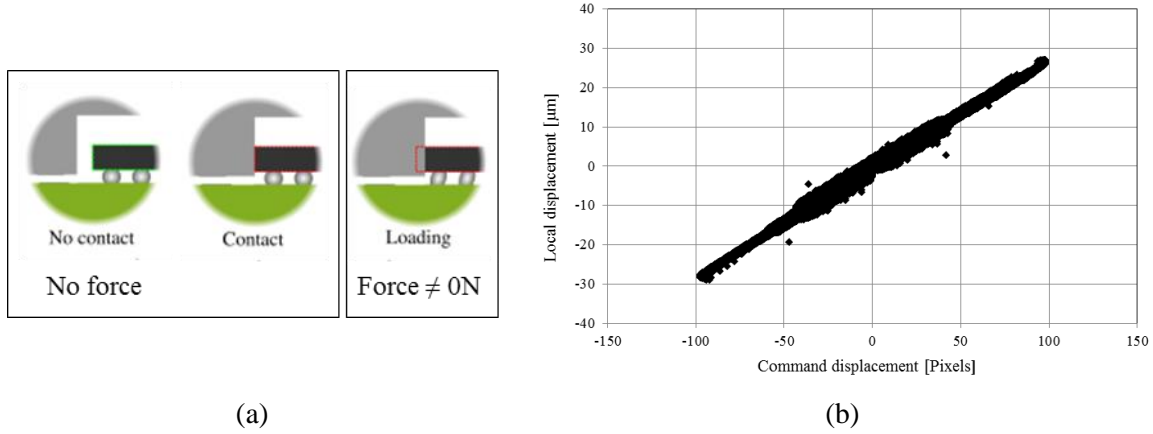 No contact
Contact
Loading
No force
Force ≠ 0N
(a)
Local displacement [μm]
40
30
20
10
0
-10
-20
-30
-40
-150
-100
-50
0
50
100
150
Command displacement [Pixels]
(b)